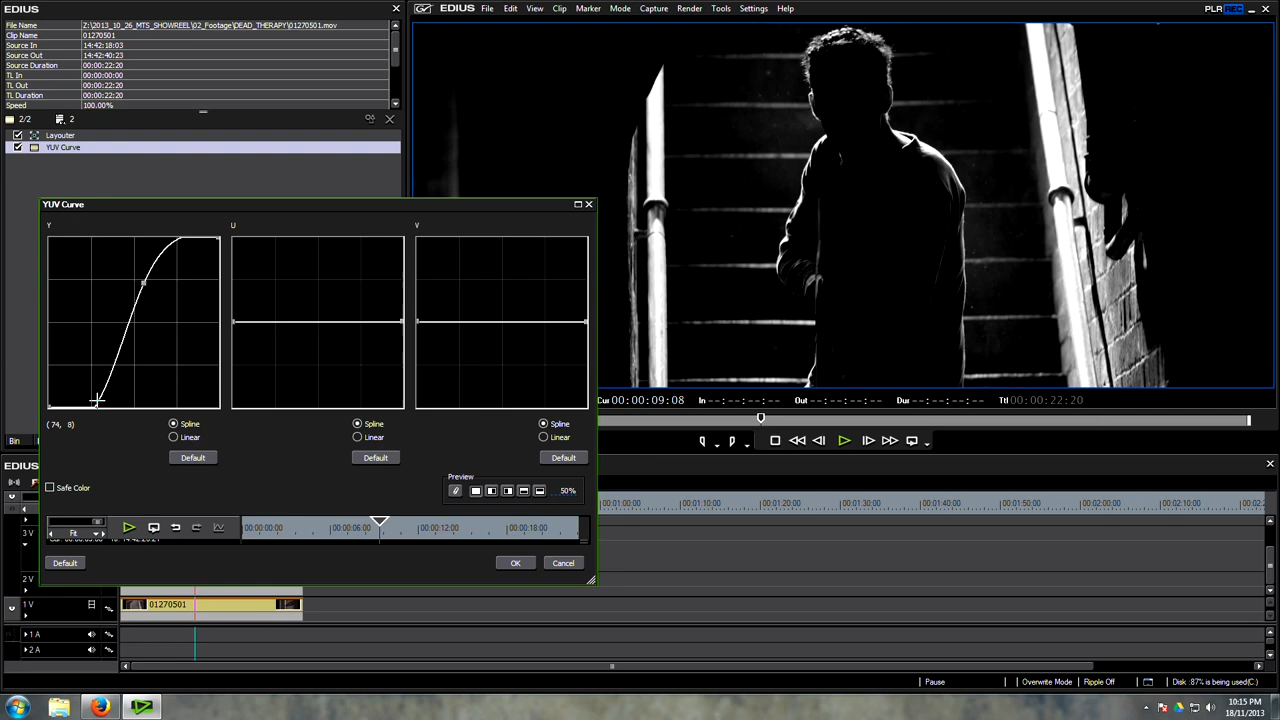 EDIUS
File Name Z:\2013_10_26_MTS_SHOWREEL\02_Footage\DEAD_THERAPY\01270501.mov
Clip Name 01270501
Source In 14:42:18:03
Source Out 14:42:40:23
Source Duration 00:00:22:20
TL In 00:00:00:00
TL Out 00:00:22:20
TL Duration 00:00:22:20
Speed 100.00%
2/2 2
Layouter
YUV Curve
EDIUS File Edit View Clip Marker Mode Capture Render Tools Settings Help PLR REC
YUV Curve
Y U V
(74, 8)
Spline Spline Spline
Linear Linear Linear
Default Default Default
Safe Color
Preview
50%
00:00:00:00 00:00:06:00 00:00:12:00 00:00:18:00
Fit
Default OK Cancel
Cur 00:00:09:08 In --:--:--:-- Out --:--:--:-- Dur --:--:--:-- Ttl 00:00:22:20
Bin
EDIUS
00:01:00:00 00:01:10:00 00:01:20:00 00:01:30:00 00:01:40:00 00:01:50:00 00:02:00:00 00:02:10:00
3 V
2 V
1 V 01270501
1 A
2 A
Pause Overwrite Mode Ripple Off Disk :87% is being used(C:)
10:15 PM
18/11/2013